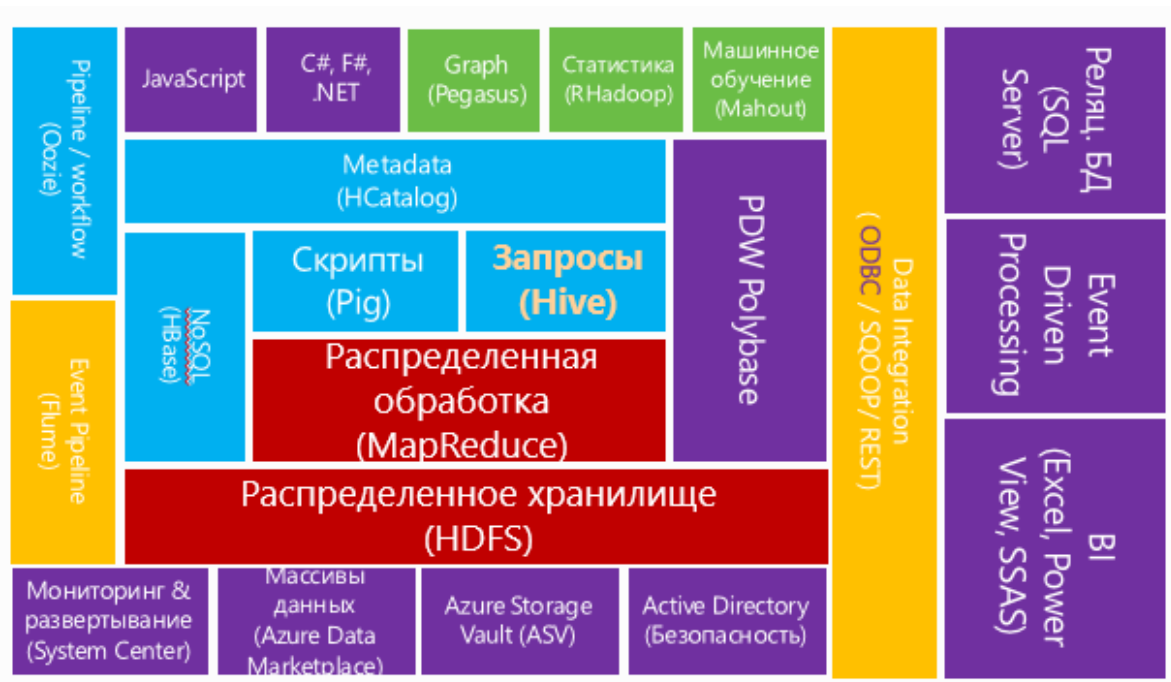 Pipeline / workflow
(Oozie)
JavaScript
C#, F#,
.NET
Graph
(Pegasus)
Статистика
(RHadoop)
Машинное
обучение
(Mahout)
Metadata
(HCatalog)
NoSQL
(HBase)
Скрипты
(Pig)
Запросы
(Hive)
PDW Polybase
Распределенная
обработка
(MapReduce)
Event Pipeline
(Flume)
Распределенное хранилище
(HDFS)
Мониторинг &
развертывание
(System Center)
Массивы
данных
(Azure Data
Marketplace)
Azure Storage
Vault (ASV)
Active Directory
(Безопасность)
Data Integration
( ODBC / SQOOP/ REST)
Реляц. БД
(SQL
Server)
Event
Driven
Processing
BI
(Excel, Power
View, SSAS)